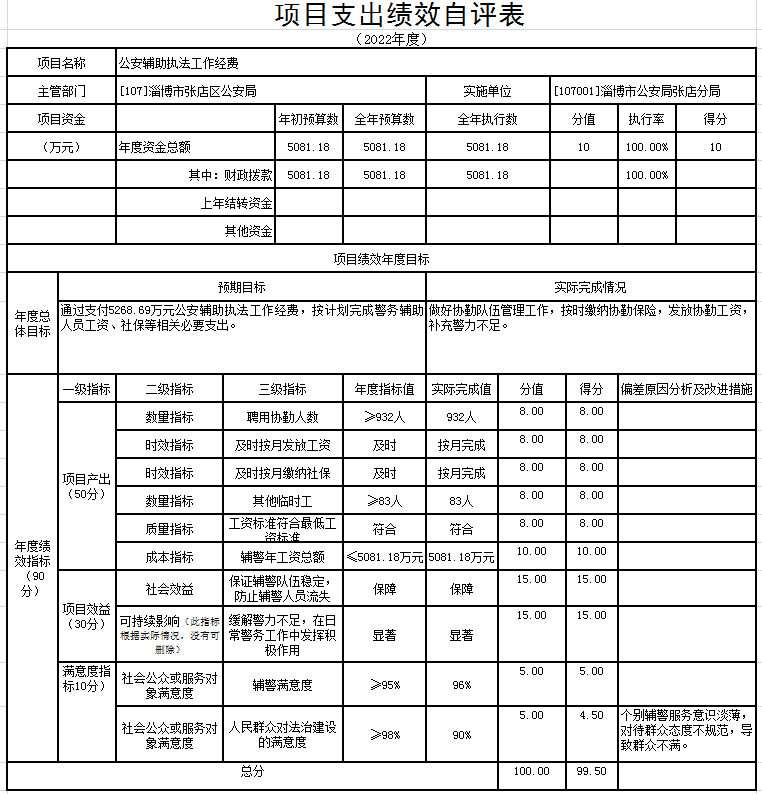 项目支出绩效自评表
（2022年度）
项目名称 公安辅助执法工作经费
主管部门 [107]淄博市张店区公安局 实施单位 [107001]淄博市公安局张店分局
项目资金 年初预算数 全年预算数 全年执行数 分值 执行率 得分
（万元） 年度资金总额 5081.18 5081.18 5081.18 10 100.00% 10
其中：财政拨款 5081.18 5081.18 5081.18 100.00%
上年结转资金
其他资金
项目绩效年度目标
年度总
体目标
预期目标 实际完成情况
通过支付5268.69万元公安辅助执法工作经费，按计划完成警务辅助
人员工资、社保等相关必要支出。
做好协勤队伍管理工作，按时缴纳协勤保险，发放协勤工资，
补充警力不足。
年度绩
效指标
（90
分）
一级指标 二级指标 三级指标 年度指标值 实际完成值 分值 得分 偏差原因分析及改进措施
项目产出
（50分）
数量指标 聘用协勤人数 ≥932人 932人 8.00 8.00
时效指标 及时按月发放工资 及时 按月完成 8.00 8.00
时效指标 及时按月缴纳社保 及时 按月完成 8.00 8.00
数量指标 其他临时工 ≥83人 83人 8.00 8.00
质量指标 工资标准符合最低工
资标准 符合 符合 8.00 8.00
成本指标 辅警年工资总额 ≤5081.18万元 5081.18万元 10.00 10.00
项目效益
（30分）
社会效益 保证辅警队伍稳定，
防止辅警人员流失 保障 保障 15.00 15.00
可持续影响（此指标
根据实际情况，没有可
删除）
缓解警力不足，在日
常警务工作中发挥积
极作用 显著 显著 15.00 15.00
满意度指
标10分）
社会公众或服务对
象满意度 辅警满意度 ≥95% 96% 5.00 5.00
社会公众或服务对
象满意度
人民群众对法治建设
的满意度 ≥98% 90% 5.00 4.50
个别辅警服务意识淡薄，
对待群众态度不规范，导
致群众不满。
总分 100.00 99.50